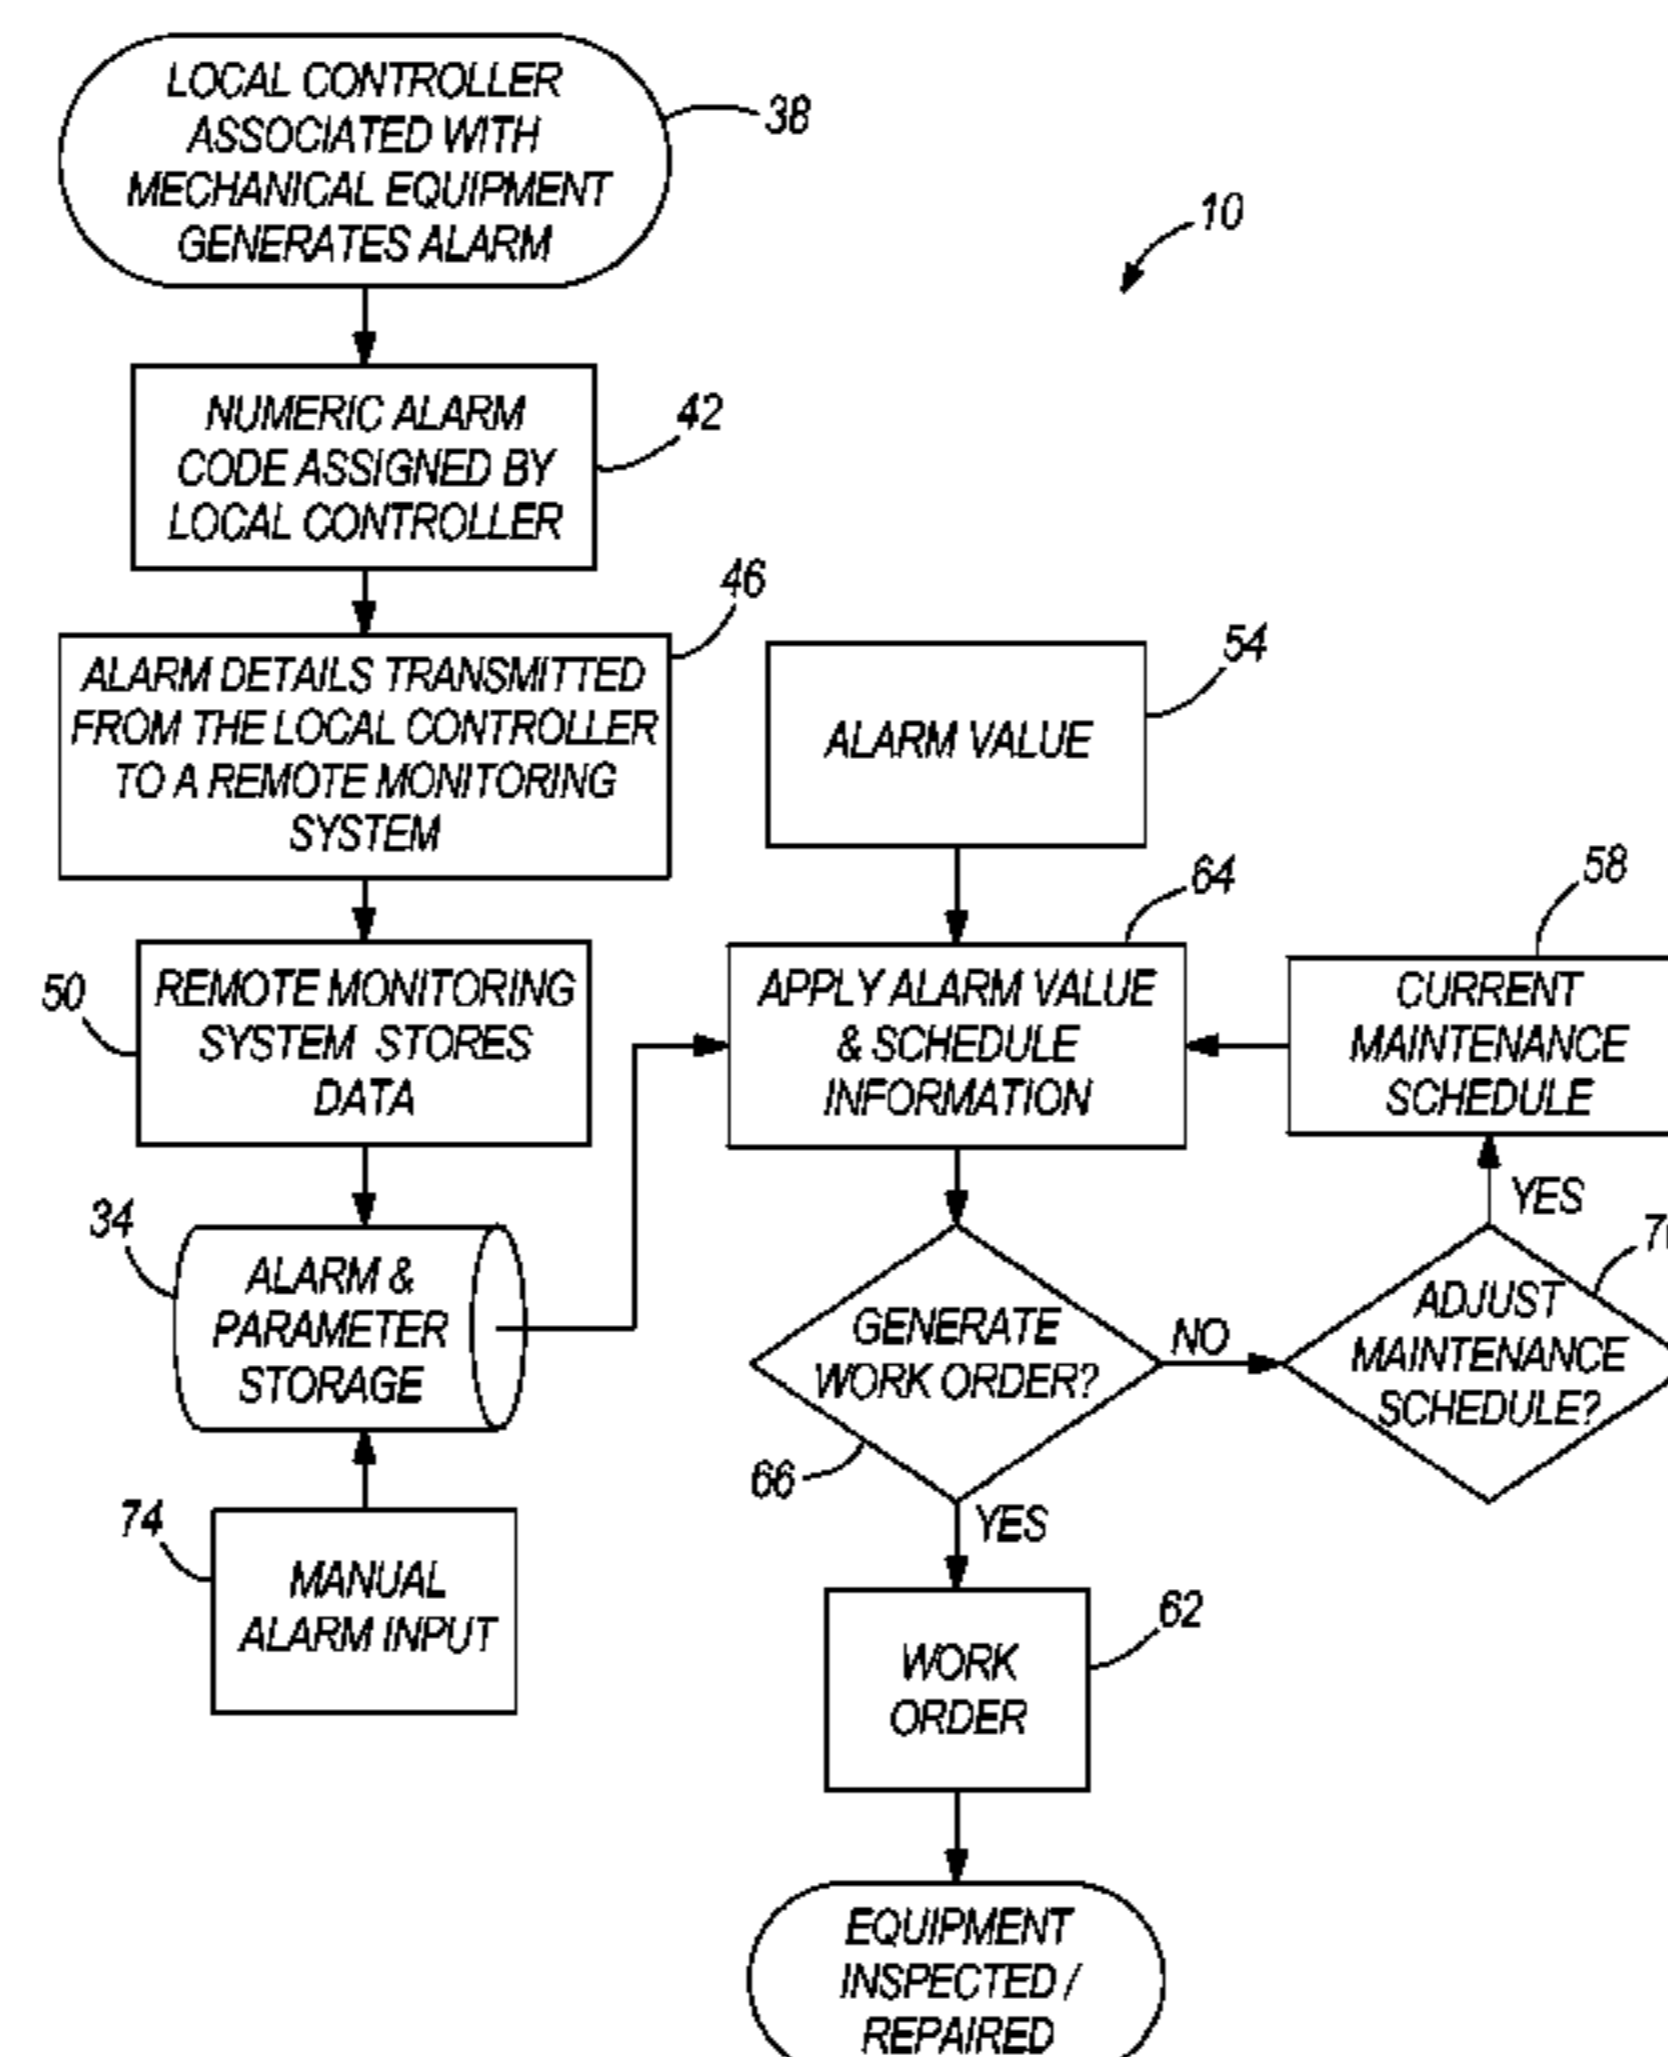 LOCAL CONTROLLER
ASSOCIATED WITH
MECHANICAL EQUIPMENT
GENERATES ALARM
38
10
NUMERIC ALARM
CODE ASSIGNED BY
LOCAL CONTROLLER
42
ALARM DETAILS TRANSMITTED
FROM THE LOCAL CONTROLLER
TO A REMOTE MONITORING
SYSTEM
46
ALARM VALUE
54
REMOTE MONITORING
SYSTEM STORES
DATA
50
APPLY ALARM VALUE
& SCHEDULE
INFORMATION
64
CURRENT
MAINTENANCE
SCHEDULE
58
ALARM &
PARAMETER
STORAGE
34
GENERATE
WORK ORDER?
66
NO
YES
ADJUST
MAINTENANCE
SCHEDULE?
YES
MANUAL
ALARM INPUT
74
WORK
ORDER
62
EQUIPMENT
INSPECTED /
REPAIRED